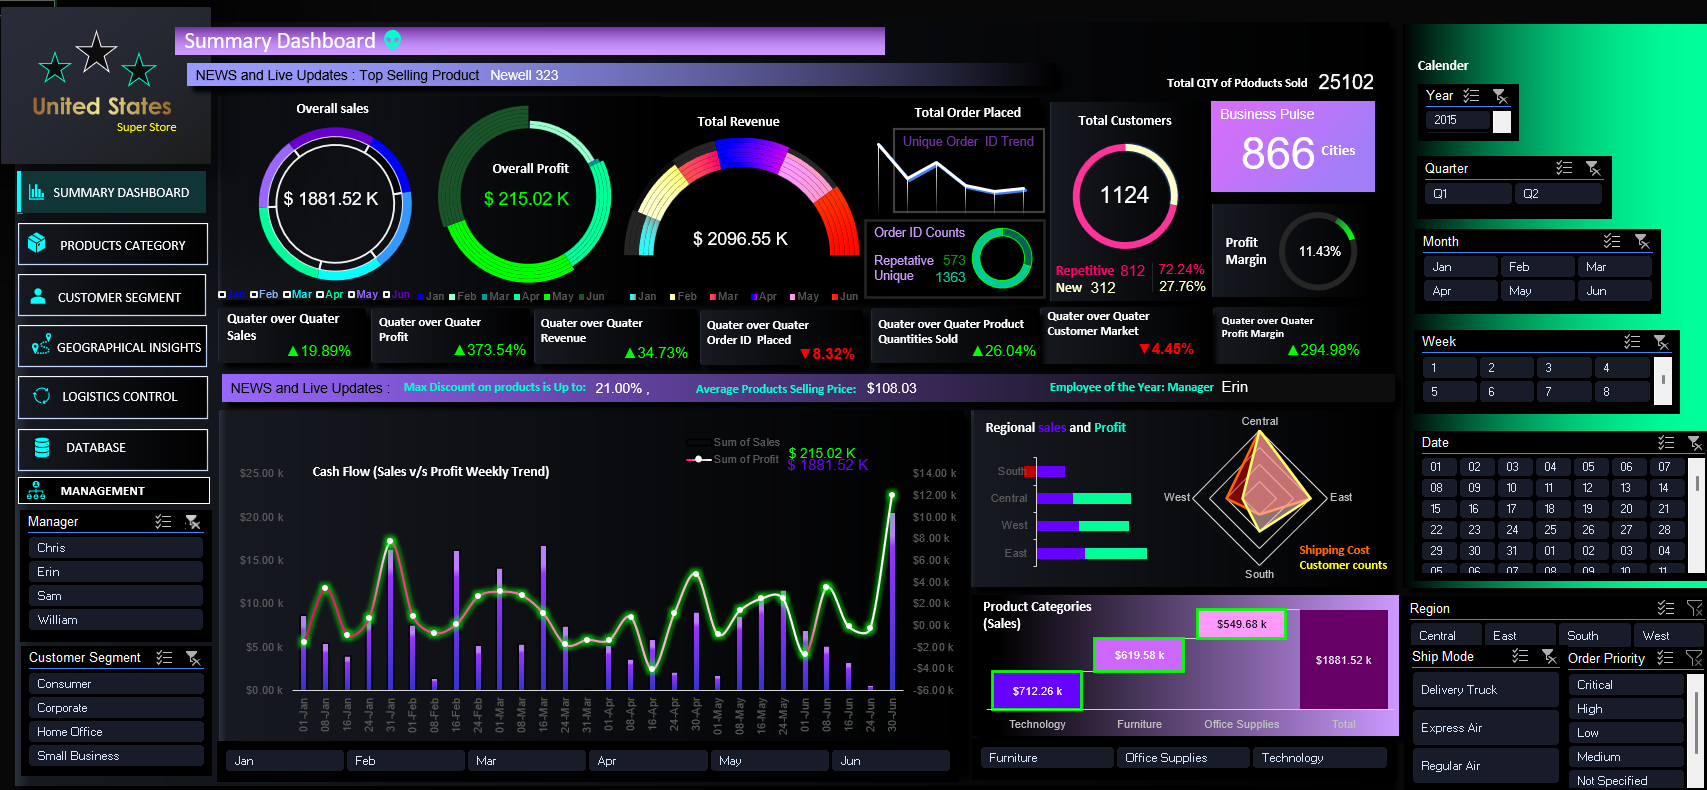 United States
Super Store
Summary Dashboard
NEWS and Live Updates : Top Selling Product Newell 323
Total QTY of Pdoducts Sold 25102
SUMMARY DASHBOARD
PRODUCTS CATEGORY
CUSTOMER SEGMENT
GEOGRAPHICAL INSIGHTS
LOGISTICS CONTROL
DATABASE
MANAGEMENT
Manager
Chris
Erin
Sam
William
Customer Segment
Consumer
Corporate
Home Office
Small Business
Overall sales
$ 1881.52 K
Jan Feb Mar Apr May Jun
Overall Profit
$ 215.02 K
Jan Feb Mar Apr May Jun
Total Revenue
$ 2096.55 K
Jan Feb Mar Apr May Jun
Total Order Placed
Unique Order ID Trend
Order ID Counts
Repetative 573
Unique 1363
Total Customers
1124
Repetitive 812 72.24%
New 312 27.76%
Business Pulse
866 Cities
Profit
Margin
11.43%
Quater over Quater
Sales
▲19.89%
Quater over Quater
Profit
▲373.54%
Quater over Quater
Revenue
▲34.73%
Quater over Quater
Order ID Placed
▼8.32%
Quater over Quater Product
Quantities Sold
▲26.04%
Quater over Quater
Customer Market
▼4.45%
Quater over Quater
Profit Margin
▲294.98%
NEWS and Live Updates : Max Discount on products is Up to: 21.00% , Average Products Selling Price: $108.03 Employee of the Year: Manager Erin
Cash Flow (Sales v/s Profit Weekly Trend)
Sum of Sales
Sum of Profit
$ 215.02 K
$ 1881.52 K
$25.00 k
$20.00 k
$15.00 k
$10.00 k
$5.00 k
$0.00 k
$14.00 k
$12.00 k
$10.00 k
$8.00 k
$6.00 k
$4.00 k
$2.00 k
$0.00 k
-$2.00 k
-$4.00 k
-$6.00 k
01-Jan
08-Jan
16-Jan
24-Jan
31-Jan
01-Feb
08-Feb
16-Feb
24-Feb
01-Mar
08-Mar
16-Mar
24-Mar
31-Mar
01-Apr
08-Apr
16-Apr
24-Apr
30-Apr
01-May
08-May
16-May
24-May
01-Jun
08-Jun
16-Jun
24-Jun
30-Jun
Jan Feb Mar Apr May Jun
Regional sales and Profit
South
Central
West
East
Central
West
East
South
Shipping Cost
Customer counts
Product Categories
(Sales)
$712.26 k
$619.58 k
$549.68 k
$1881.52 k
Technology Furniture Office Supplies Total
Furniture Office Supplies Technology
Calender
Year
2015
Quarter
Q1 Q2
Month
Jan Feb Mar
Apr May Jun
Week
1 2 3 4
5 6 7 8
Date
01 02 03 04 05 06 07
08 09 10 11 12 13 14
15 16 17 18 19 20 21
22 23 24 25 26 27 28
29 30 31 01 02 03 04
05 06 07 08 09 10 11
Region
Central East South West
Ship Mode
Delivery Truck
Express Air
Regular Air
Order Priority
Critical
High
Low
Medium
Not Specified